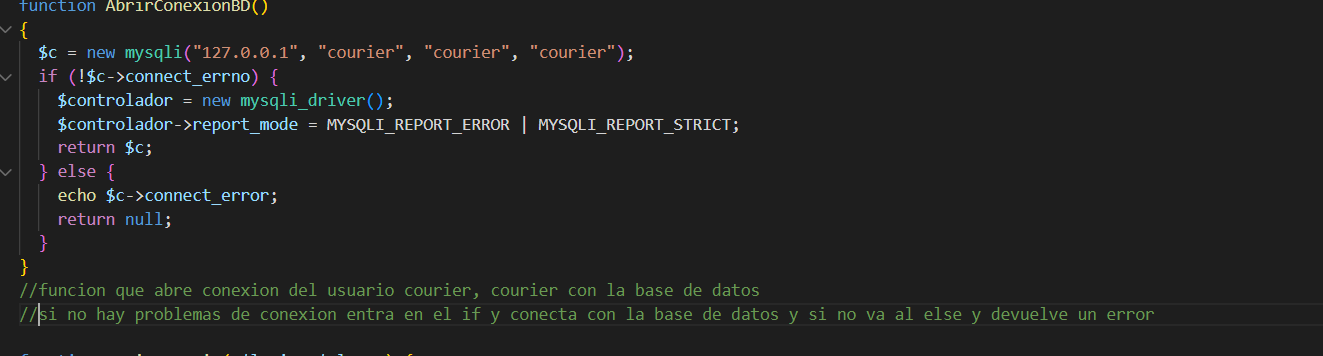 function AbrirConexionBD()
{
$c = new mysqli("127.0.0.1", "courier", "courier", "courier");
if (!$c->connect_errno) {
$controlador = new mysqli_driver();
$controlador->report_mode = MYSQLI_REPORT_ERROR | MYSQLI_REPORT_STRICT;
return $c;
} else {
echo $c->connect_error;
return null;
}
}
//funcion que abre conexion del usuario courier, courier con la base de datos
//si no hay problemas de conexion entra en el if y conecta con la base de datos y si no va al else y devuelve un error